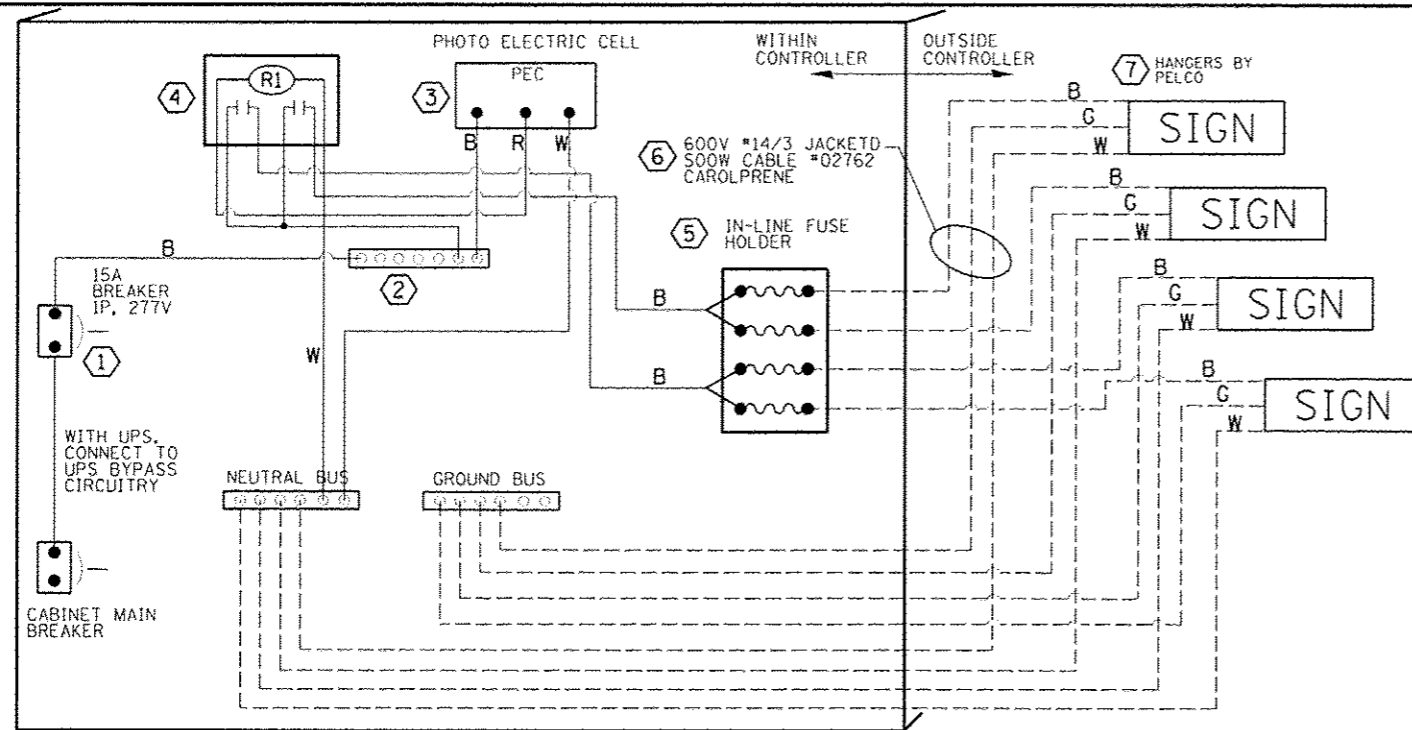 PHOTO ELECTRIC CELL
WITHIN
CONTROLLER
OUTSIDE
CONTROLLER
7
HANGERS BY
PELCO
4
R1
3
PEC
B R W
6
600V #14/3 JACKETD
SOOW CABLE #02762
CAROLPRENE
B
G
W
SIGN
B
G
W
SIGN
5
IN-LINE FUSE
HOLDER
B
15A
BREAKER
1P, 277V
2
1
B
G
W
SIGN
B
B
W
B
G
W
SIGN
WITH UPS,
CONNECT TO
UPS BYPASS
CIRCUITRY
NEUTRAL BUS
GROUND BUS
CABINET MAIN
BREAKER